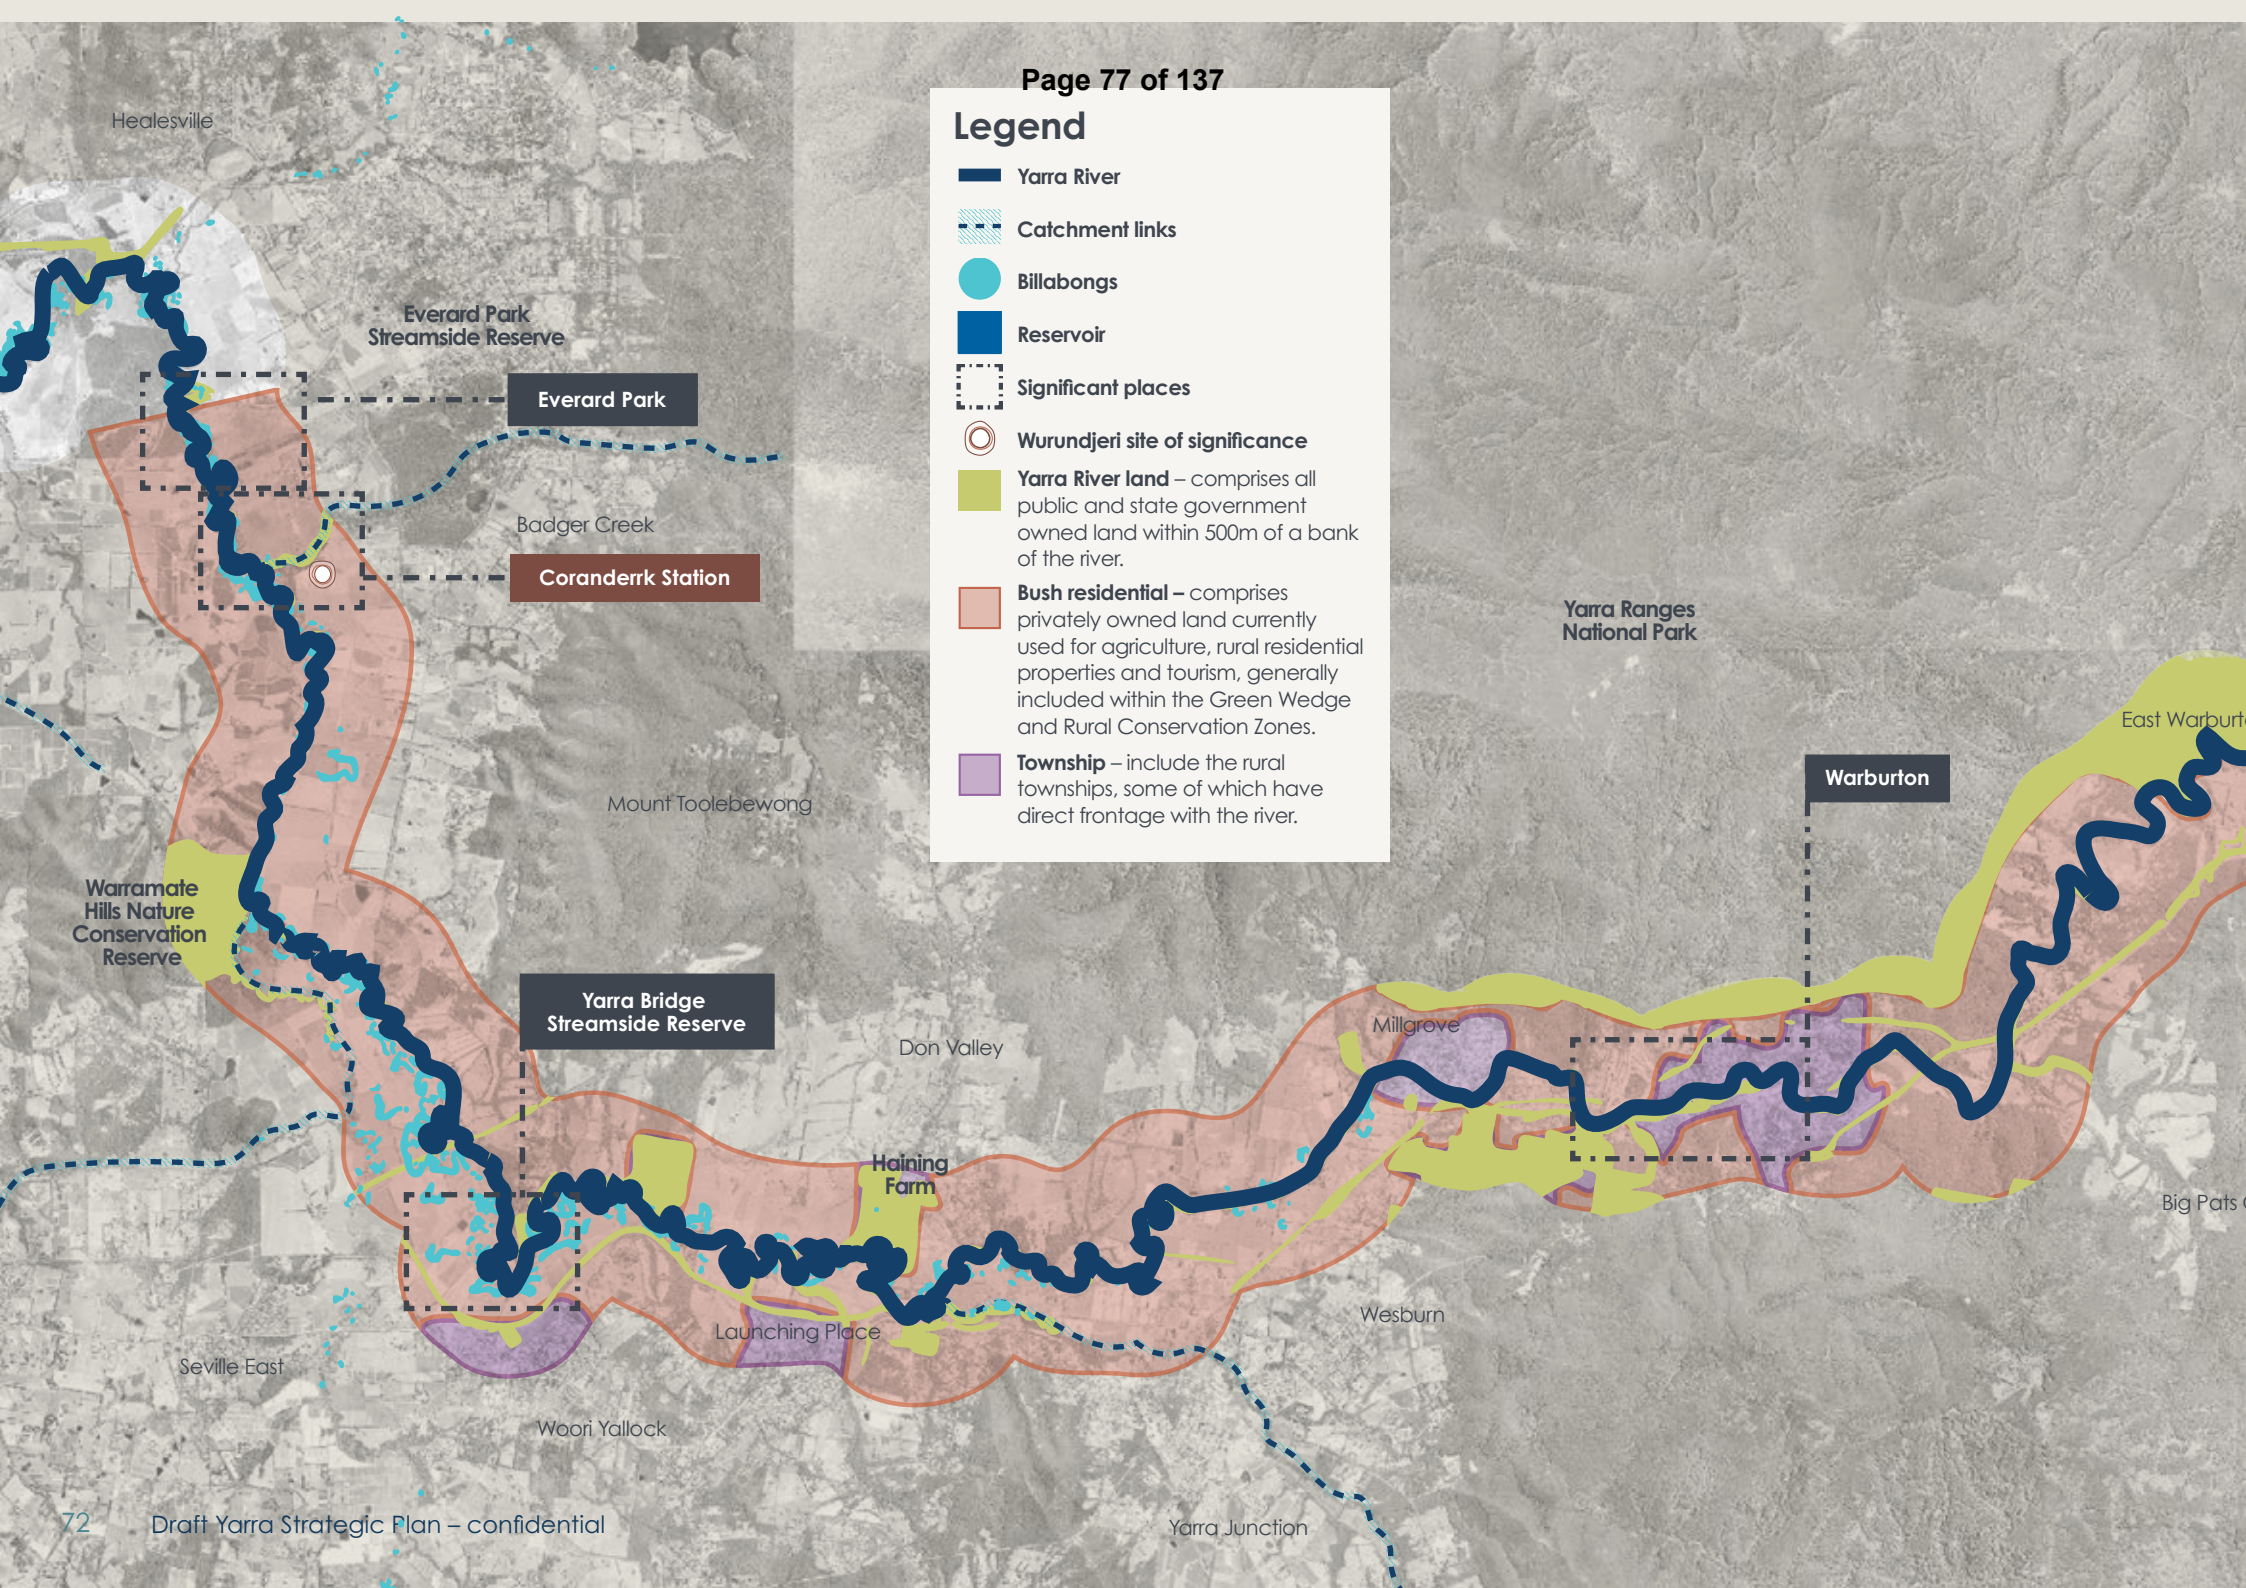 Page 77 of 137
Legend
Yarra River
Catchment links
Billabongs
Reservoir
Significant places
Wurundjeri site of significance
Yarra River land – comprises all
public and state government
owned land within 500m of a bank
of the river.
Bush residential – comprises
privately owned land currently
used for agriculture, rural residential
properties and tourism, generally
included within the Green Wedge
and Rural Conservation Zones.
Township – include the rural
townships, some of which have
direct frontage with the river.
Healesville
Everard Park
Streamside Reserve
Everard Park
Badger Creek
Coranderrk Station
Yarra Ranges
National Park
East Warburt
Warburton
Mount Toolebewong
Warramate
Hills Nature
Conservation
Reserve
Yarra Bridge
Streamside Reserve
Don Valley
Millgrove
Haining
Farm
Big Pats
Launching Place
Wesburn
Seville East
Woori Yallock
Yarra Junction
72 Draft Yarra Strategic Plan – confidential